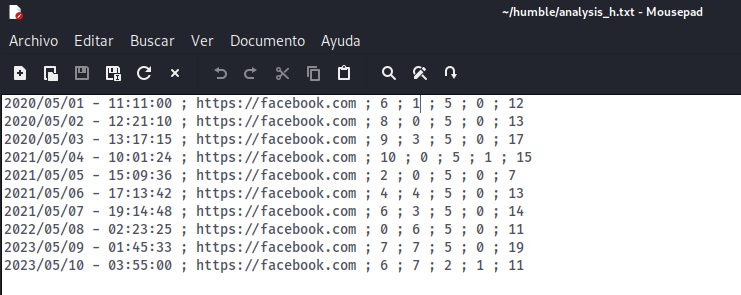 ~/humble/analysis_h.txt - Mousepad
Archivo Editar Buscar Ver Documento Ayuda
2020/05/01 - 11:11:00 ; https://facebook.com ; 6 ; 1 ; 5 ; 0 ; 12
2020/05/02 - 12:21:10 ; https://facebook.com ; 8 ; 0 ; 5 ; 0 ; 13
2020/05/03 - 13:17:15 ; https://facebook.com ; 9 ; 3 ; 5 ; 0 ; 17
2021/05/04 - 10:01:24 ; https://facebook.com ; 10 ; 0 ; 5 ; 1 ; 15
2021/05/05 - 15:09:36 ; https://facebook.com ; 2 ; 0 ; 5 ; 0 ; 7
2021/05/06 - 17:13:42 ; https://facebook.com ; 4 ; 4 ; 5 ; 0 ; 13
2021/05/07 - 19:14:48 ; https://facebook.com ; 6 ; 3 ; 5 ; 0 ; 14
2022/05/08 - 02:23:25 ; https://facebook.com ; 0 ; 6 ; 5 ; 0 ; 11
2023/05/09 - 01:45:33 ; https://facebook.com ; 7 ; 7 ; 5 ; 0 ; 19
2023/05/10 - 03:55:00 ; https://facebook.com ; 6 ; 7 ; 2 ; 1 ; 11